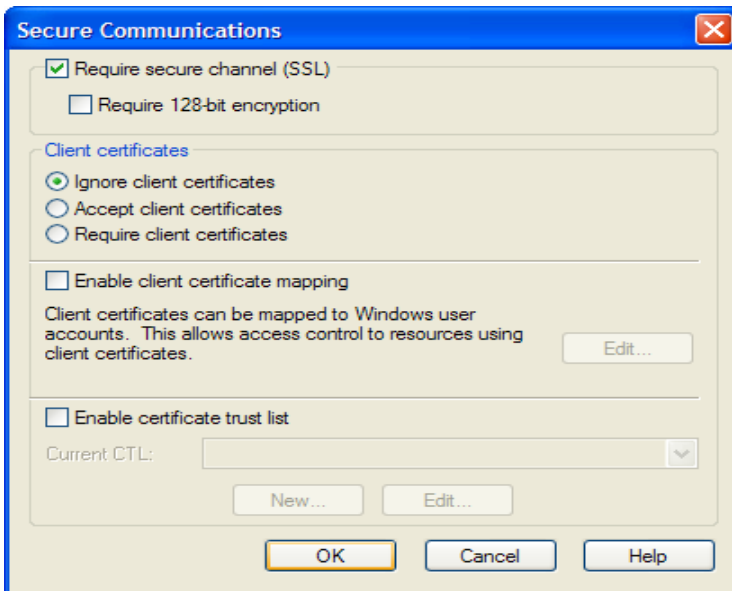 Secure Communications
Require secure channel (SSL)
Require 128-bit encryption
Client certificates
Ignore client certificates
Accept client certificates
Require client certificates
Enable client certificate mapping
Client certificates can be mapped to Windows user
accounts. This allows access control to resources using
client certificates.
Edit...
Enable certificate trust list
Current CTL:
New... Edit...
OK Cancel Help